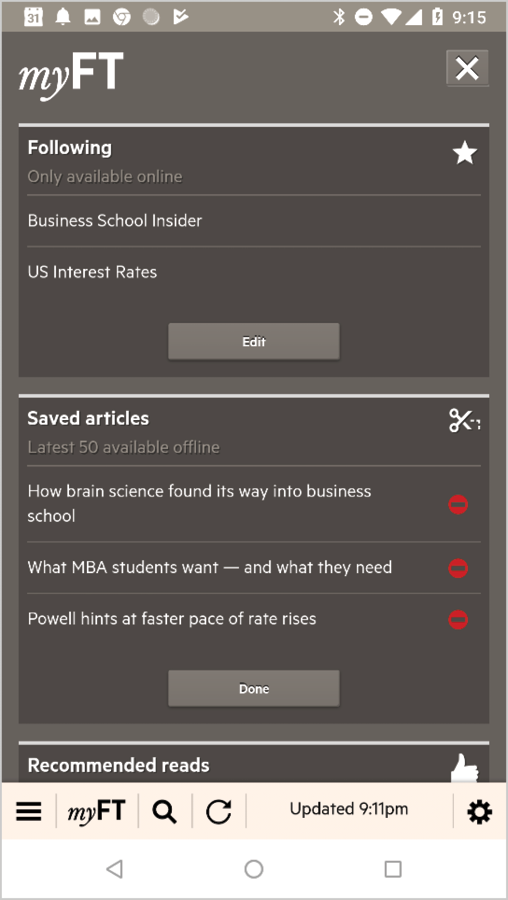 31
9:15
myFT
Following
Only available online
Business School Insider
US Interest Rates
Edit
Saved articles
Latest 50 available offline
How brain science found its way into business
school
What MBA students want — and what they need
Powell hints at faster pace of rate rises
Done
Recommended reads
myFT
Updated 9:11pm